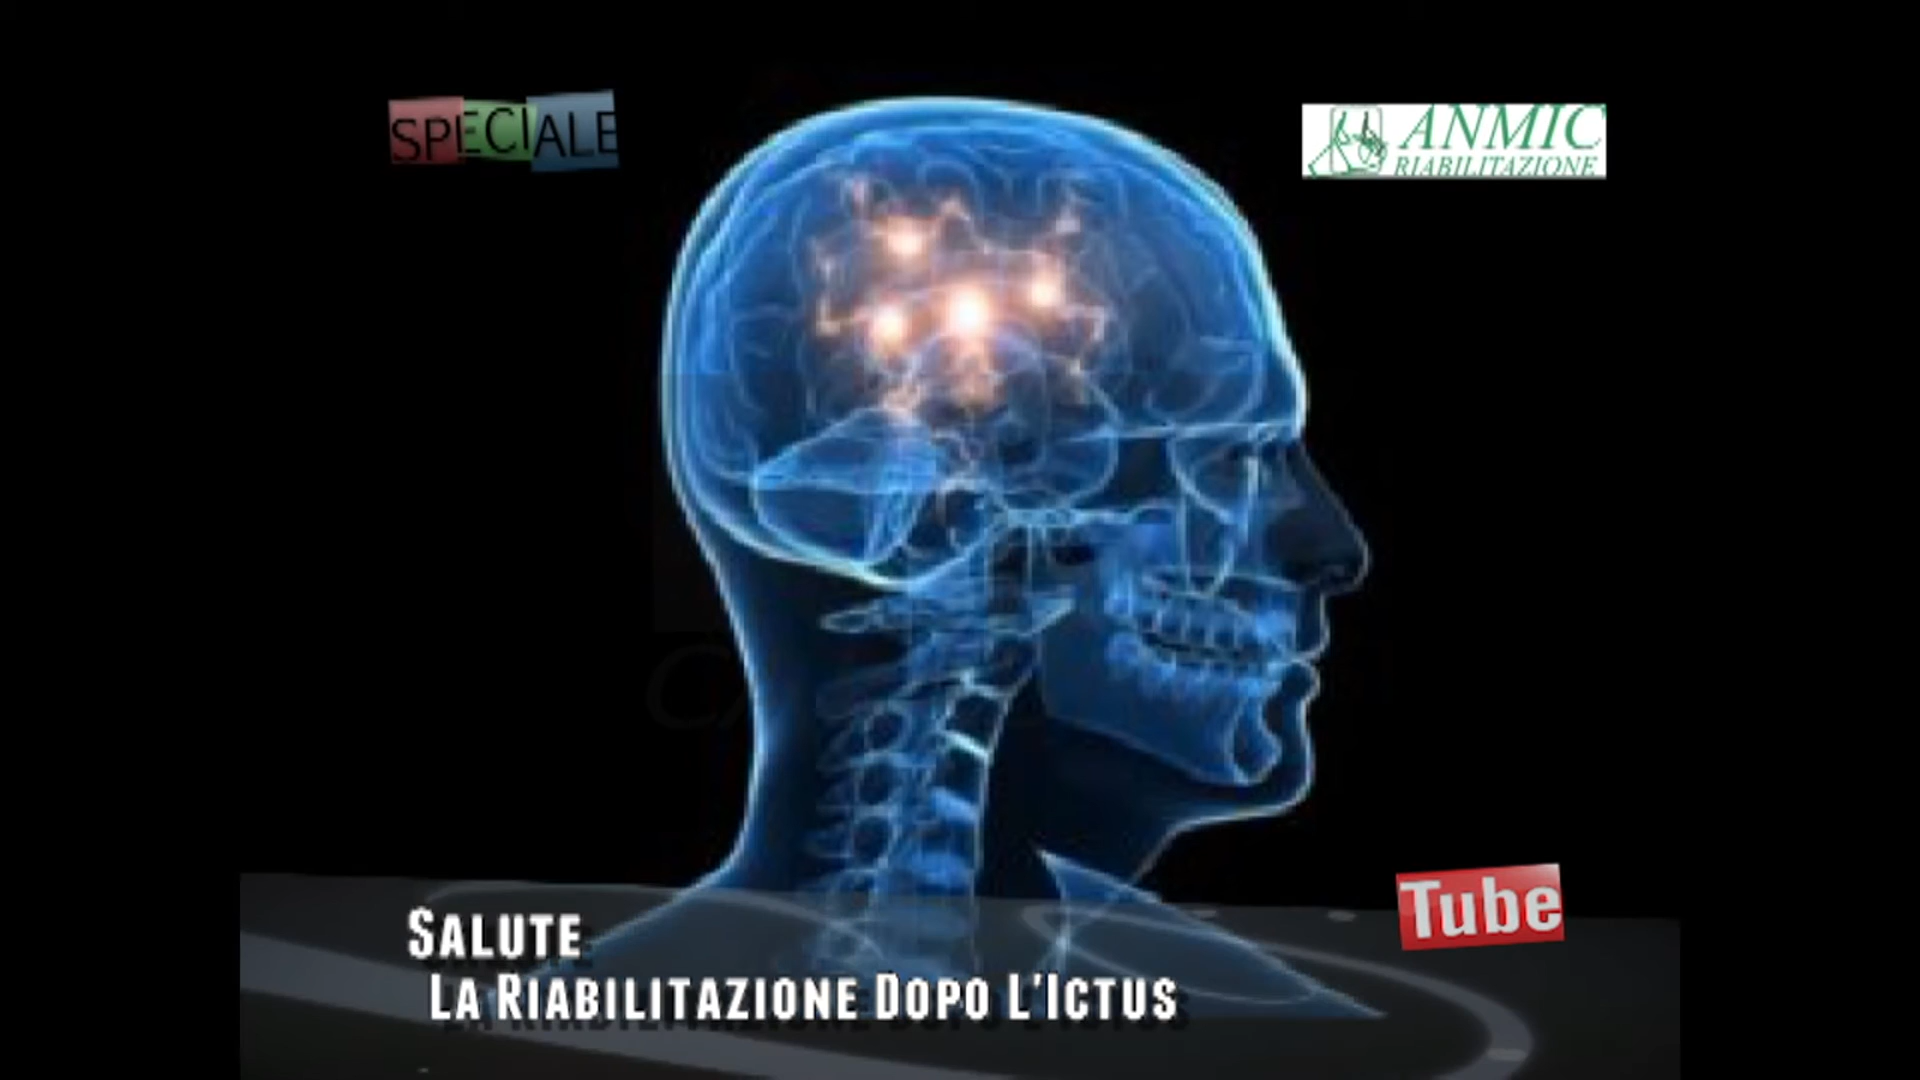 SPECIALE
ANMIC
RIABILITAZIONE
Tube
SALUTE
LA RIABILITAZIONE DOPO L'ICTUS